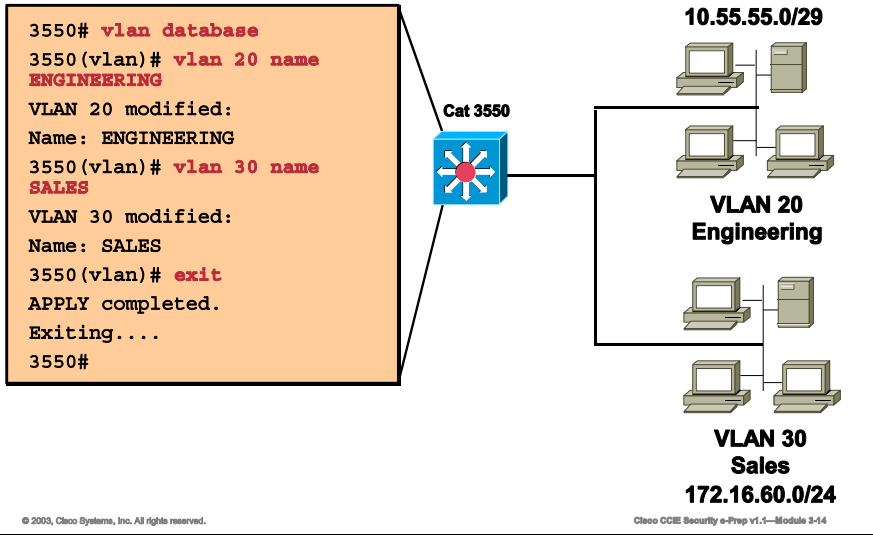 3550# vlan database
3550(vlan)# vlan 20 name
ENGINEERING
VLAN 20 modified:
Name: ENGINEERING
3550(vlan)# vlan 30 name
SALES
VLAN 30 modified:
Name: SALES
3550(vlan)# exit
APPLY completed.
Exiting....
3550#
Cat 3550
10.55.55.0/29
VLAN 20
Engineering
VLAN 30
Sales
172.16.60.0/24
© 2003, Cisco Systems, Inc. All rights reserved.
Cisco CCIE Security e-Prep v1.1—Module 3-14